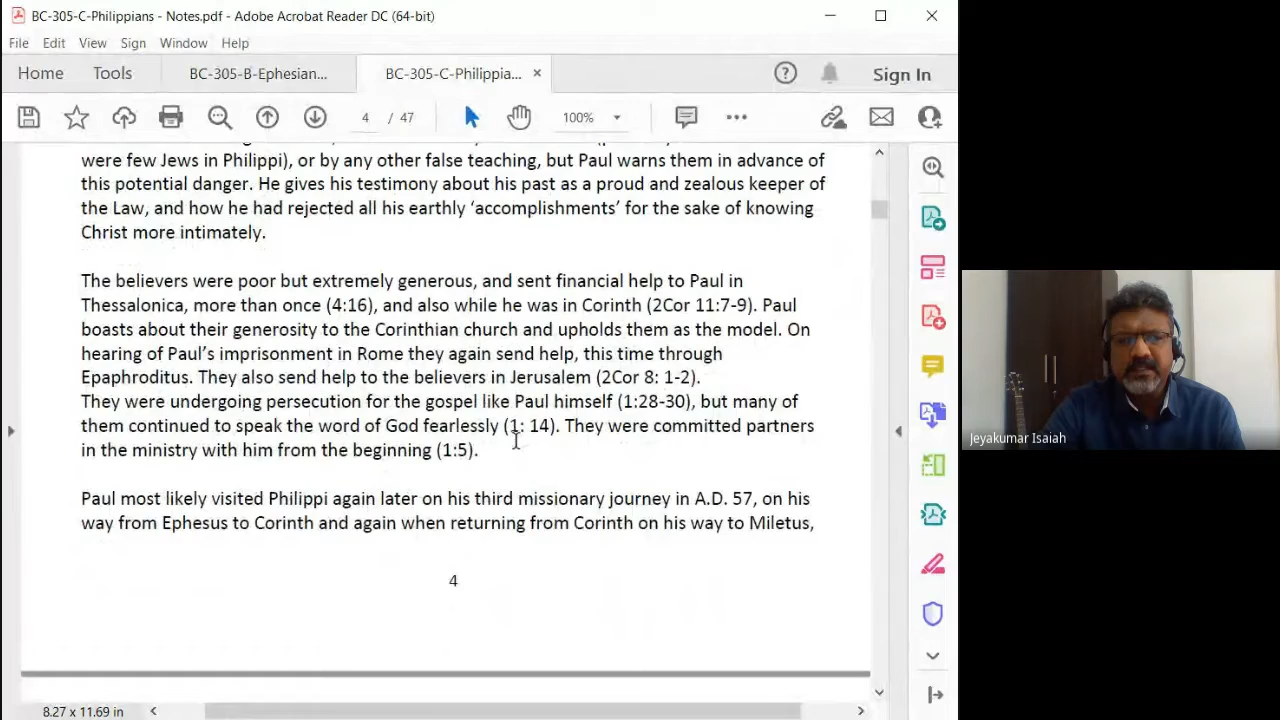 BC-305-C-Philippians - Notes.pdf - Adobe Acrobat Reader DC (64-bit)
File Edit View Sign Window Help
Home Tools BC-305-B-Ephesian... BC-305-C-Philippia... Sign In
4 / 47 100%
were few Jews in Philippi), or by any other false teaching, but Paul warns them in advance of
this potential danger. He gives his testimony about his past as a proud and zealous keeper of
the Law, and how he had rejected all his earthly ‘accomplishments’ for the sake of knowing
Christ more intimately.
The believers were poor but extremely generous, and sent financial help to Paul in
Thessalonica, more than once (4:16), and also while he was in Corinth (2Cor 11:7-9). Paul
boasts about their generosity to the Corinthian church and upholds them as the model. On
hearing of Paul’s imprisonment in Rome they again send help, this time through
Epaphroditus. They also send help to the believers in Jerusalem (2Cor 8: 1-2).
They were undergoing persecution for the gospel like Paul himself (1:28-30), but many of
them continued to speak the word of God fearlessly (1: 14). They were committed partners
in the ministry with him from the beginning (1:5).
Paul most likely visited Philippi again later on his third missionary journey in A.D. 57, on his
way from Ephesus to Corinth and again when returning from Corinth on his way to Miletus,
4
8.27 x 11.69 in
Jeyakumar Isaiah